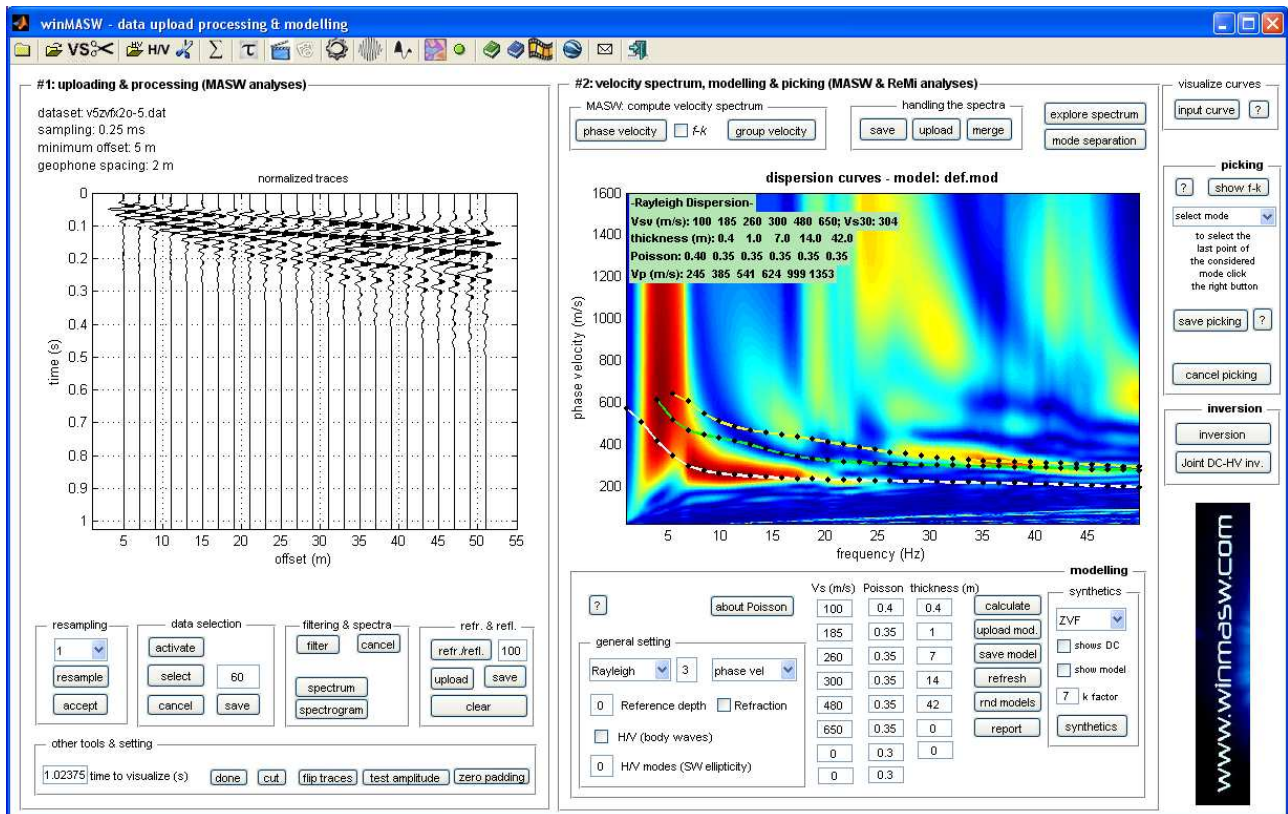 winMASW - data upload processing & modelling
VS
H/V
Σ
τ
#1: uploading & processing (MASW analyses)
dataset: v5zvfx2o-5.dat
sampling: 0.25 ms
minimum offset: 5 m
geophone spacing: 2 m
normalized traces
0
0.1
0.2
0.3
0.4
0.5
0.6
0.7
0.8
0.9
1
time (s)
5 10 15 20 25 30 35 40 45 50 55
offset (m)
resampling
1
resample
accept
data selection
activate
select 60
cancel save
filtering & spectra
filter cancel
spectrum
spectrogram
refr. & refl.
refr./refl. 100
upload save
clear
other tools & setting
1.02375 time to visualize (s) done cut flip traces test amplitude zero padding
#2: velocity spectrum, modelling & picking (MASW & ReMi analyses)
MASW: compute velocity spectrum
phase velocity f-k group velocity
handling the spectra
save upload merge
explore spectrum
mode separation
dispersion curves - model: def.mod
-Rayleigh Dispersion-
Vsv (m/s): 100 185 260 300 480 650; Vs30: 304
thickness (m): 0.4 1.0 7.0 14.0 42.0
Poisson: 0.40 0.35 0.35 0.35 0.35 0.35
Vp (m/s): 245 385 541 624 999 1353
1600
1400
1200
1000
800
600
400
200
phase velocity (m/s)
5 10 15 20 25 30 35 40 45
frequency (Hz)
modelling
? about Poisson
general setting
Rayleigh 3 phase vel
0 Reference depth Refraction
H/V (body waves)
0 H/V modes (SW ellipticity)
Vs (m/s) Poisson thickness (m)
100 0.4 0.4
185 0.35 1
260 0.35 7
300 0.35 14
480 0.35 42
650 0.35 0
0 0.3 0
0 0.3
calculate
upload mod.
save model
refresh
rnd models
report
synthetics
ZVF
shows DC
show model
7 k factor
synthetics
visualize curves
input curve ?
picking
? show f-k
select mode
to select the
last point of
the considered
mode click
the right button
save picking ?
cancel picking
inversion
inversion
Joint DC-HV inv.
www.winmasw.com